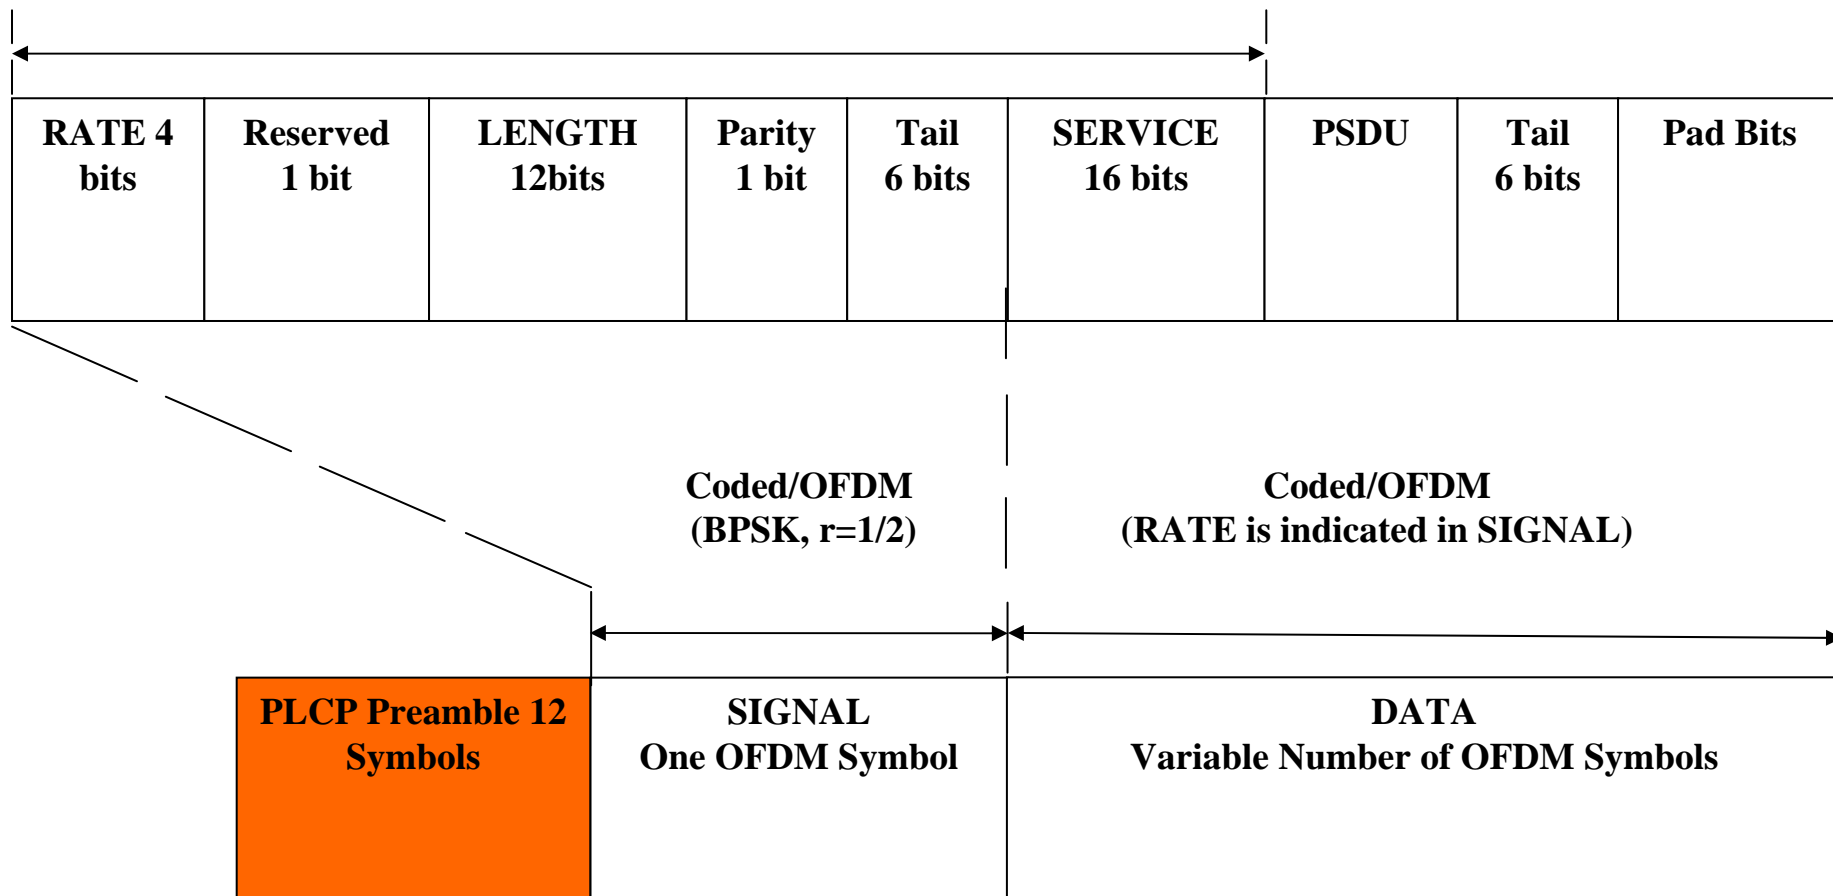 RATE 4
bits
Reserved
1 bit
LENGTH
12bits
Parity
1 bit
Tail
6 bits
SERVICE
16 bits
PSDU
Tail
6 bits
Pad Bits
Coded/OFDM
(BPSK, r=1/2)
Coded/OFDM
(RATE is indicated in SIGNAL)
PLCP Preamble 12
Symbols
SIGNAL
One OFDM Symbol
DATA
Variable Number of OFDM Symbols